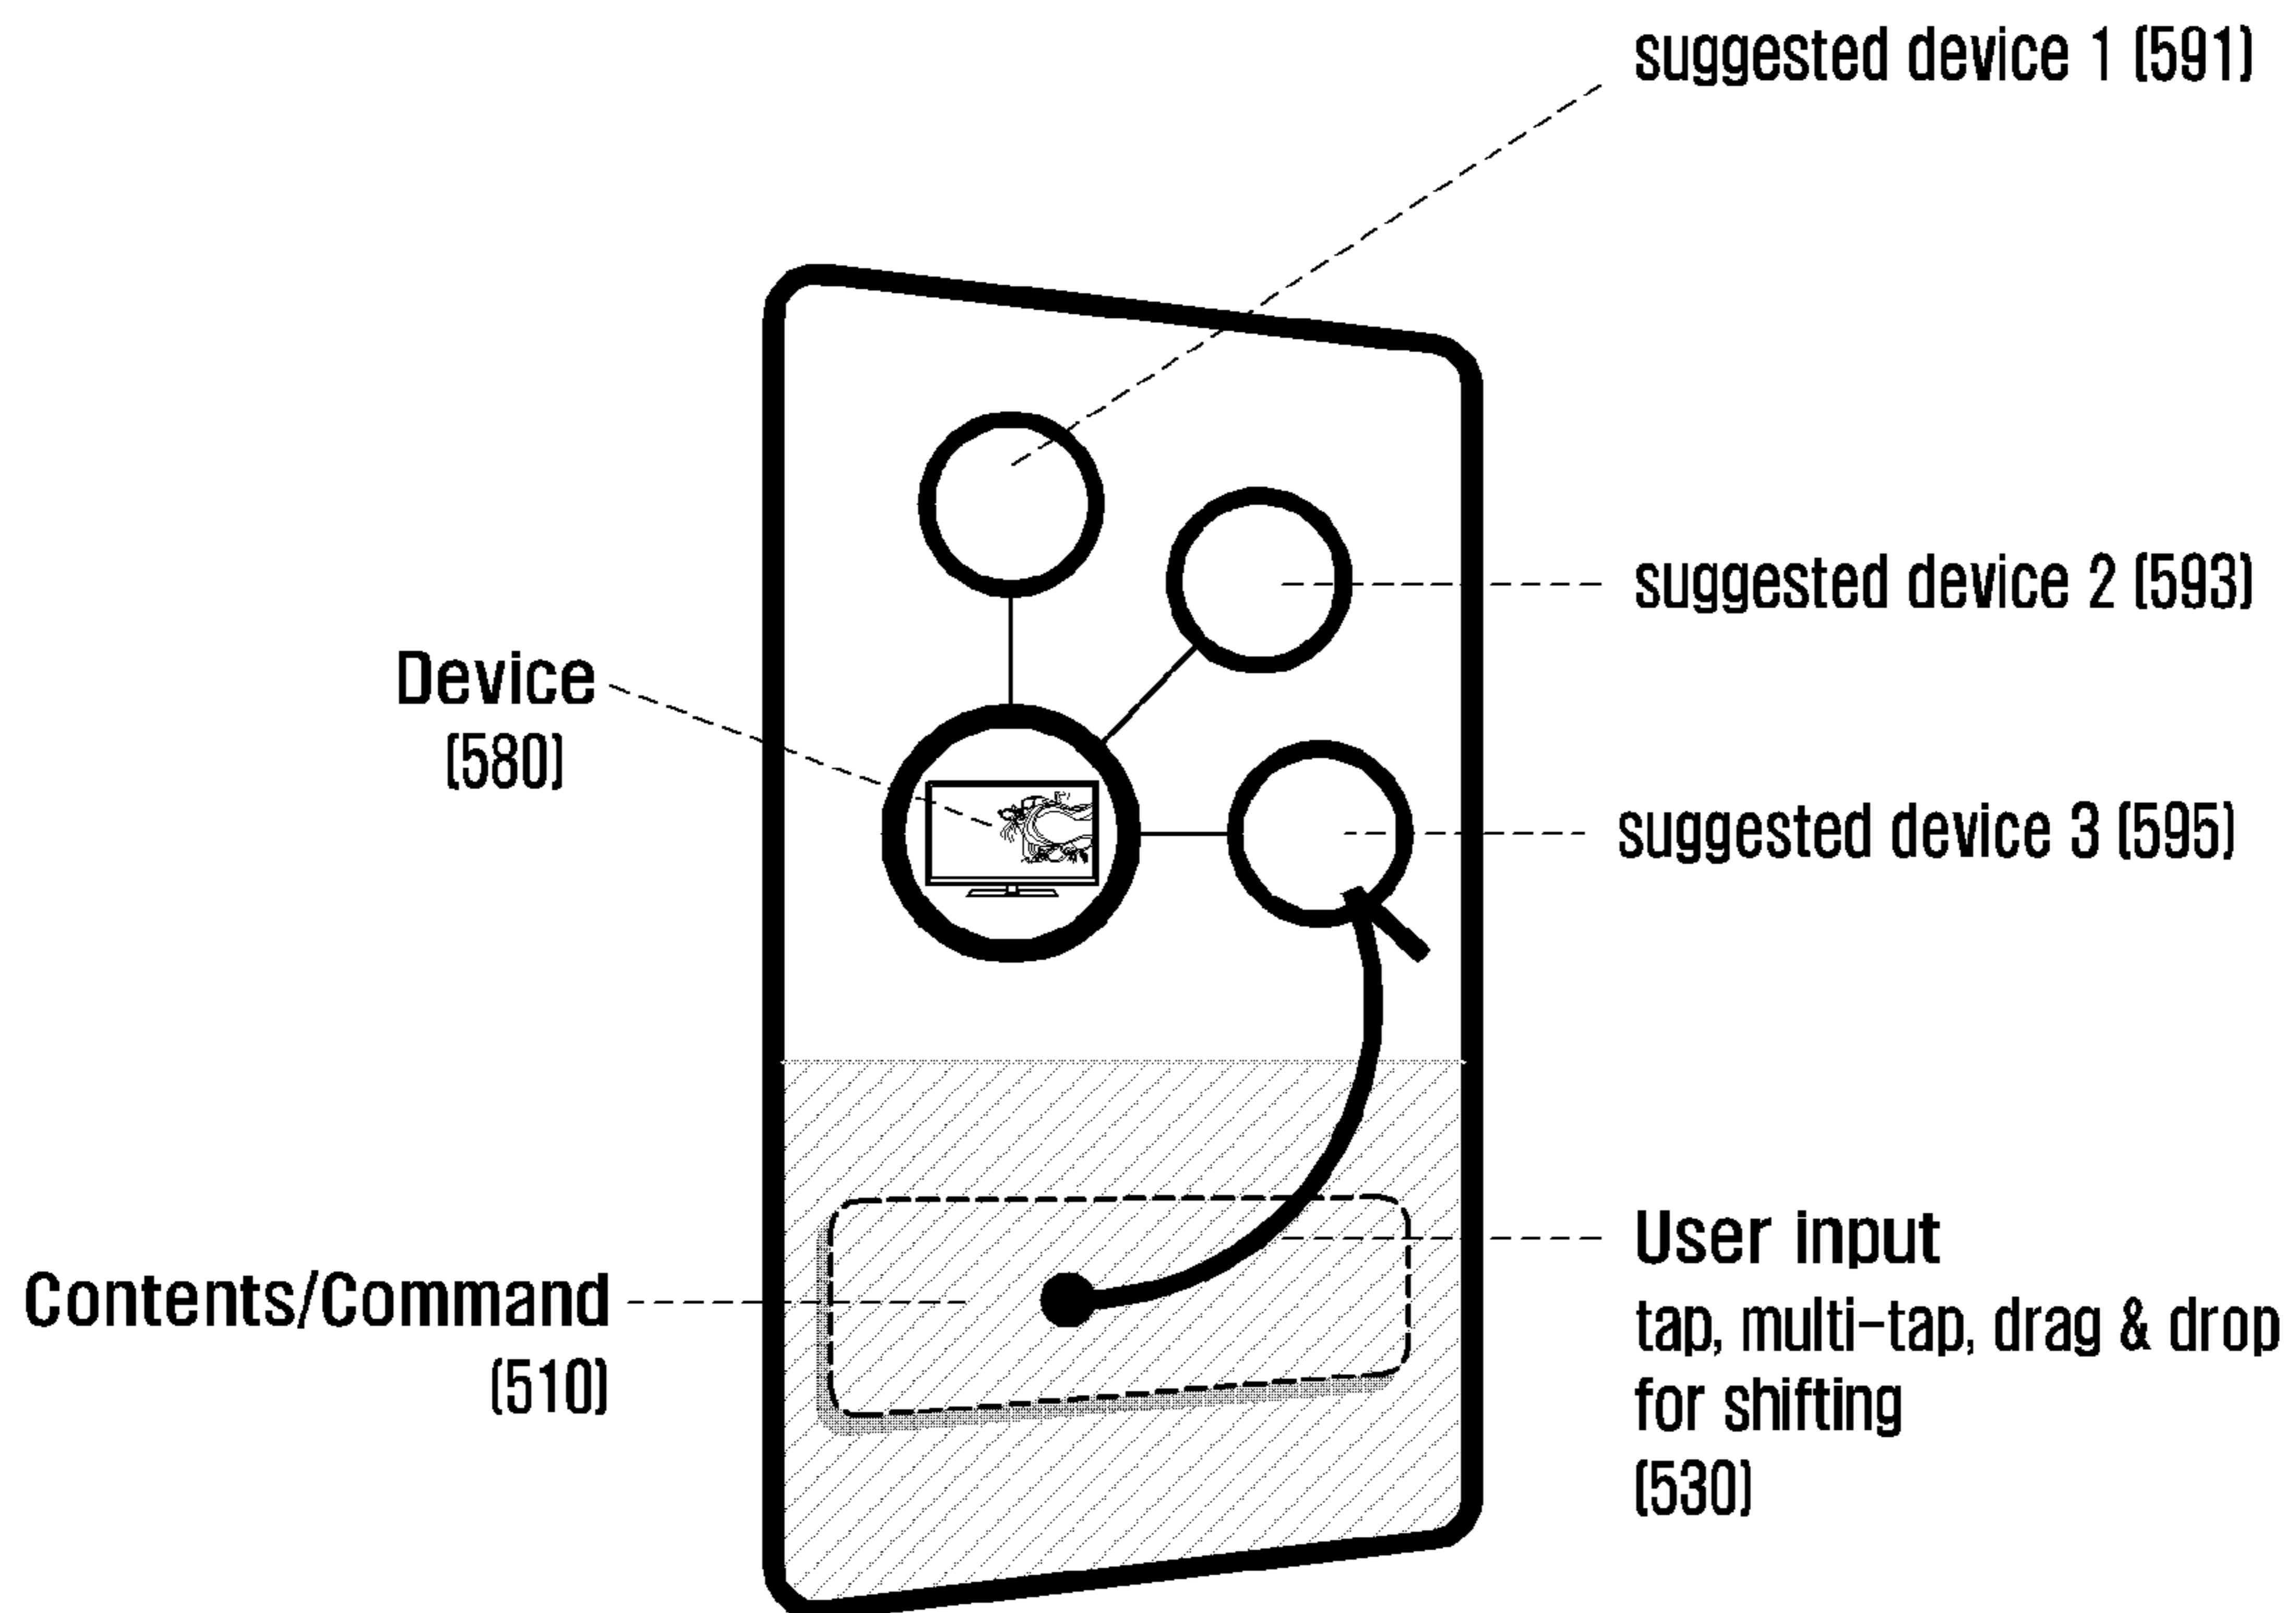 suggested device 1 (591)
suggested device 2 (593)
Device
(580)
suggested device 3 (595)
User input
tap, multi-tap, drag & drop
for shifting
(530)
Contents/Command
(510)